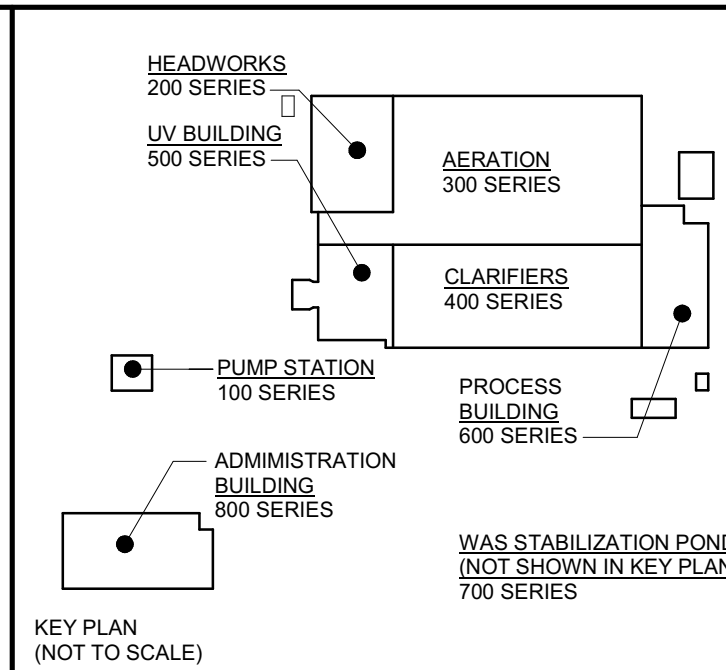 HEADWORKS
200 SERIES
UV BUILDING
500 SERIES
AERATION
300 SERIES
CLARIFIERS
400 SERIES
PUMP STATION
100 SERIES
PROCESS
BUILDING
600 SERIES
ADMIMISTRATION
BUILDING
800 SERIES
WAS STABILIZATION POND
(NOT SHOWN IN KEY PLAN
700 SERIES
KEY PLAN
(NOT TO SCALE)